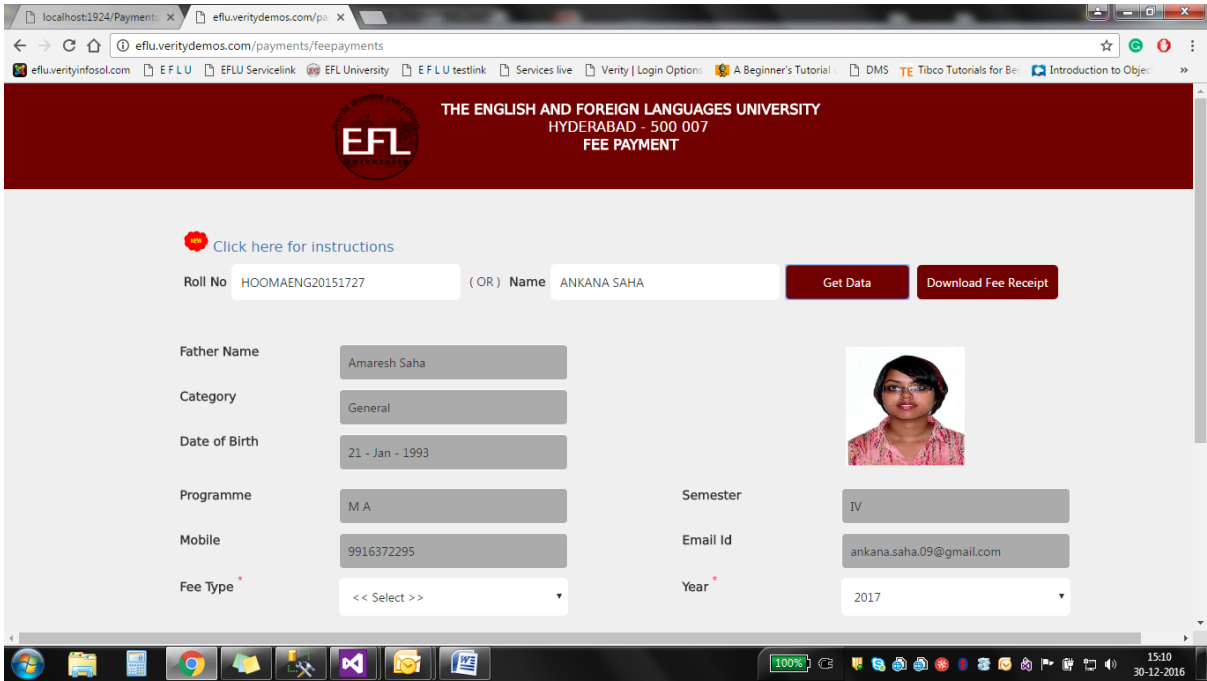 localhost:1924/Payments
eflu.veritydemos.com/pa
eflu.veritydemos.com/payments/feepayments
eflu.verityinfosol.com E F L U EFLU Servicelink EFL University E F L U testlink Services live Verity | Login Options A Beginner's Tutorial DMS TE Tibco Tutorials for Be Introduction to Objec »
EFL
University
THE ENGLISH AND FOREIGN LANGUAGES UNIVERSITY
HYDERABAD - 500 007
FEE PAYMENT
NEW Click here for instructions
Roll No HOOMAENG20151727 ( OR ) Name ANKANA SAHA Get Data Download Fee Receipt
Father Name Amaresh Saha
Category General
Date of Birth 21 - Jan - 1993
Programme M A Semester IV
Mobile 9916372295 Email Id ankana.saha.09@gmail.com
Fee Type * << Select >> Year * 2017
100% 15:10
30-12-2016